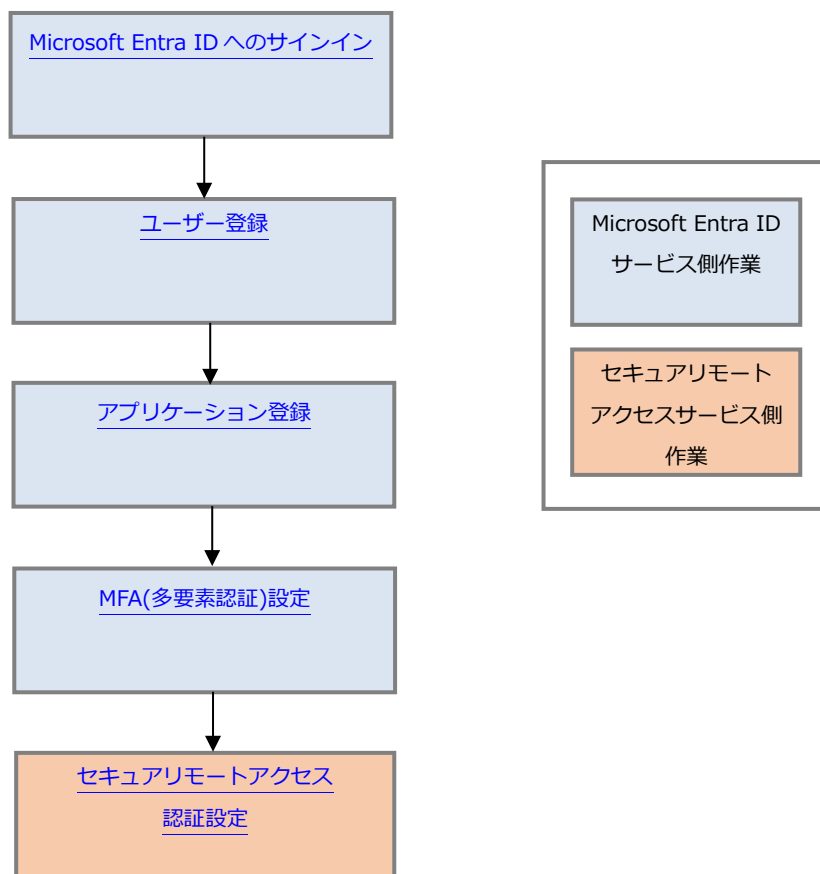 Microsoft Entra ID へのサインイン
ユーザー登録
アプリケーション登録
MFA(多要素認証)設定
セキュアリモートアクセス
認証設定
Microsoft Entra ID
サービス側作業
セキュアリモート
アクセスサービス側
作業